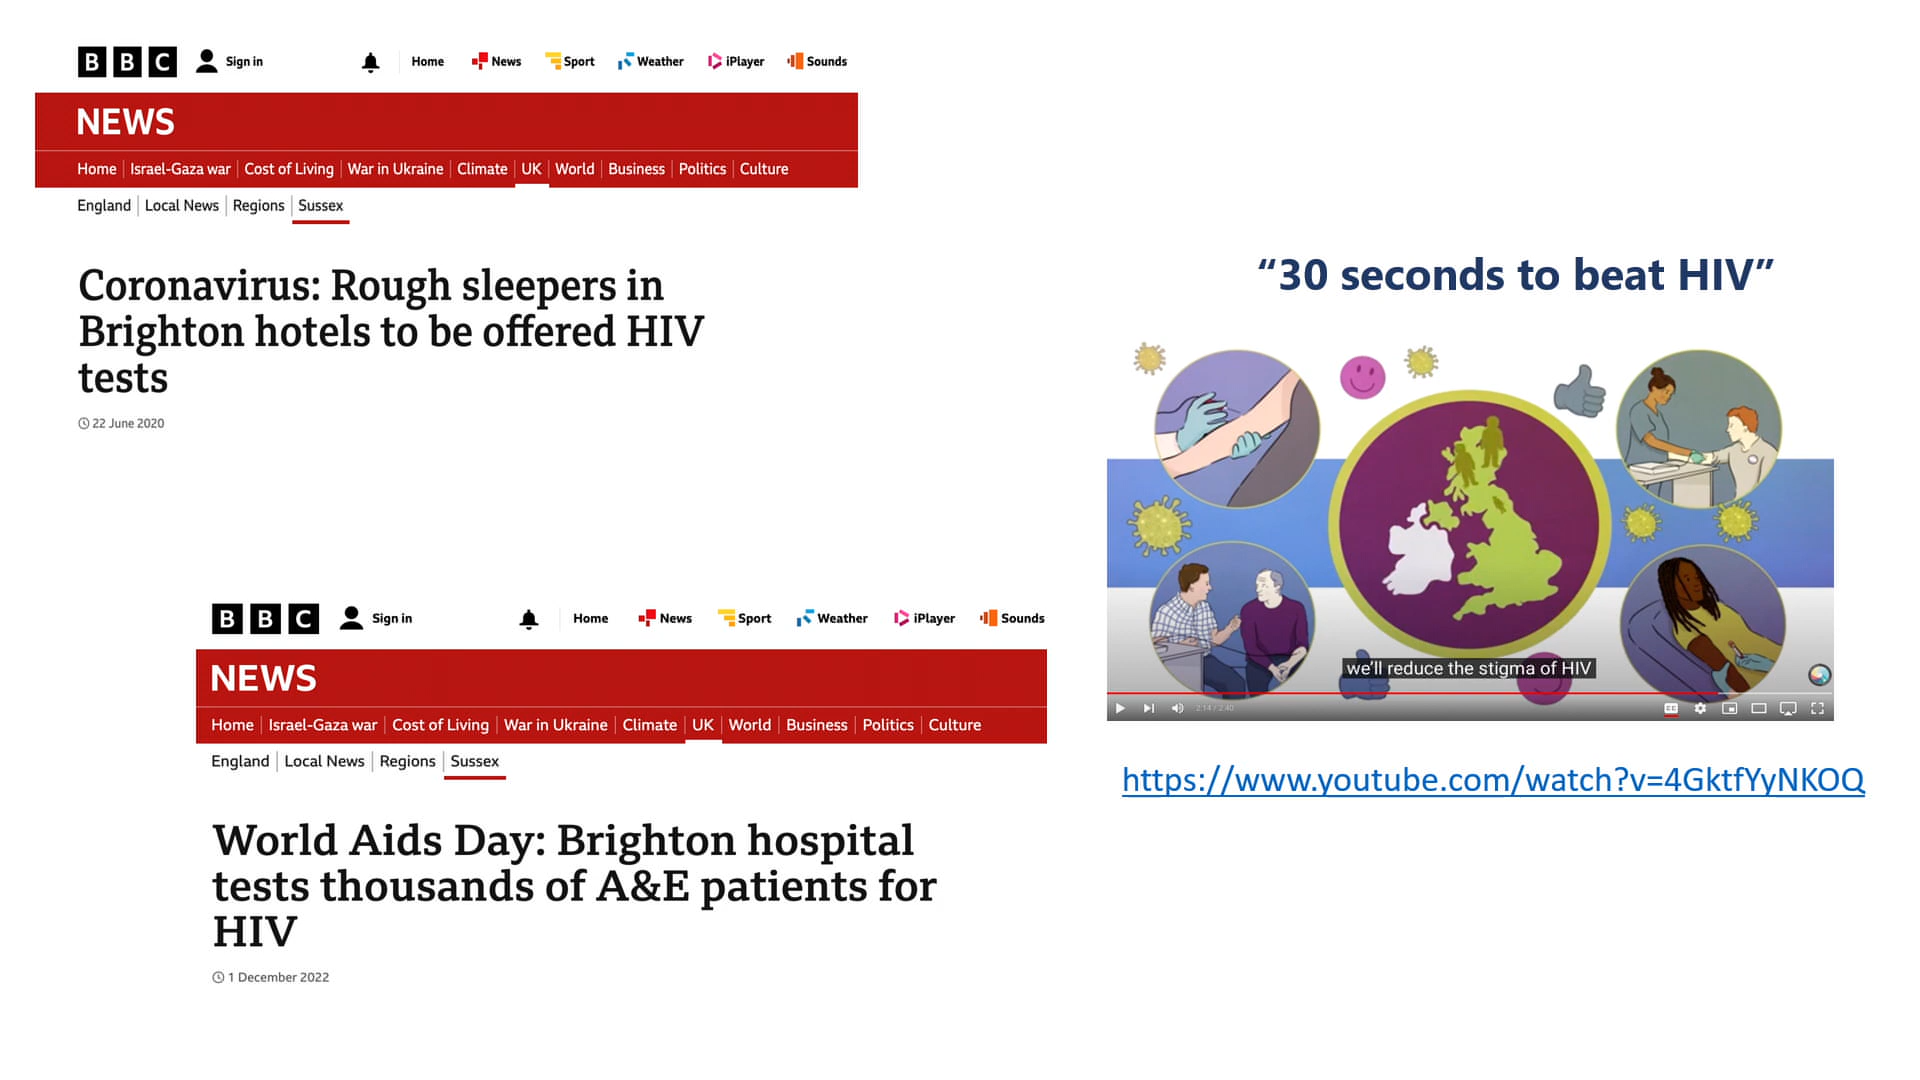 BBC Sign in Home News Sport Weather iPlayer Sounds
NEWS
Home Israel-Gaza war Cost of Living War in Ukraine Climate UK World Business Politics Culture
England Local News Regions Sussex
Coronavirus: Rough sleepers in
Brighton hotels to be offered HIV
tests
22 June 2020
BBC Sign in Home News Sport Weather iPlayer Sounds
NEWS
Home Israel-Gaza war Cost of Living War in Ukraine Climate UK World Business Politics Culture
England Local News Regions Sussex
World Aids Day: Brighton hospital
tests thousands of A&E patients for
HIV
1 December 2022
“30 seconds to beat HIV”
we'll reduce the stigma of HIV
2:14 / 2:40
CC
https://www.youtube.com/watch?v=4GktfYyNKOQ